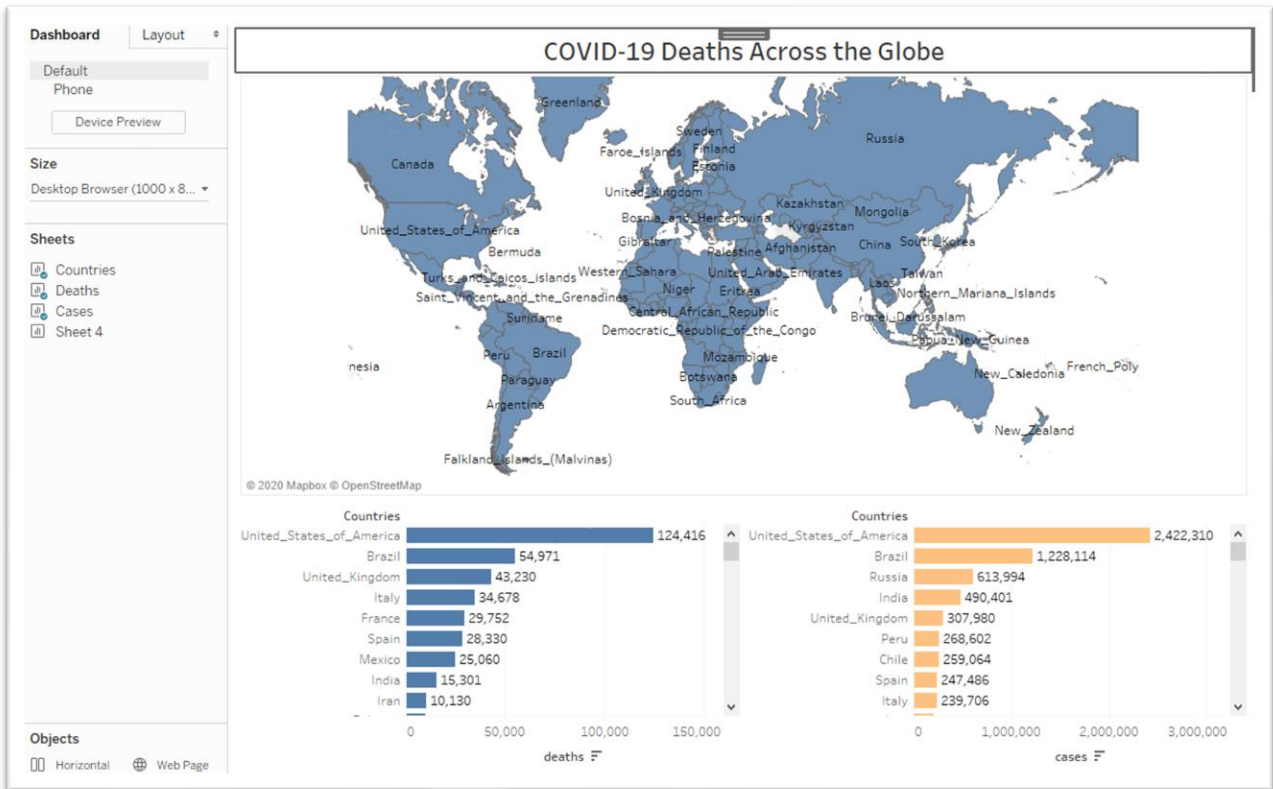 Dashboard Layout
Default
Phone
Device Preview
Size
Desktop Browser (1000 x 8...
Sheets
Countries
Deaths
Cases
Sheet 4
Objects
Horizontal Web Page
COVID-19 Deaths Across the Globe
Greenland
Sweden
Russia
Faroe_Islands Finland
Canada
Estonia
United_Kingdom
Kazakhstan
Mongolia
Bosnia_and_Herzegovina
Kyrgyzstan
United_States_of_America
Gibraltar
China South_Korea
Bermuda
Palestine Afghanistan
Turks_and_Caicos_islands
Western_Sahara
United_Arab_Emirates
Taiwan
Laos
Niger
Eritrea
Northern_Mariana_Islands
Saint_Vincent_and_the_Grenadines
Central_African_Republic
Suriname
Brunei_Darussalam
Democratic_Republic_of_the_Congo
Papua_New_Guinea
Peru
Brazil
Mozambique
nesia
French_Poly
New_Caledonia
Paraguay
Botswana
Argentina
South_Africa
New_Zealand
Falkland_Islands_(Malvinas)
© 2020 Mapbox © OpenStreetMap
Countries
United_States_of_America 124,416
Brazil 54,971
United_Kingdom 43,230
Italy 34,678
France 29,752
Spain 28,330
Mexico 25,060
India 15,301
Iran 10,130
0 50,000 100,000 150,000
deaths
Countries
United_States_of_America 2,422,310
Brazil 1,228,114
Russia 613,994
India 490,401
United_Kingdom 307,980
Peru 268,602
Chile 259,064
Spain 247,486
Italy 239,706
0 1,000,000 2,000,000 3,000,000
cases